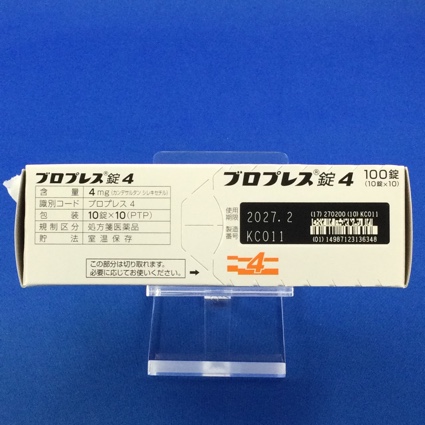 ブロプレス®錠4
含 量 4mg(カンデサルタン シレキセチル)
識別コード ブロプレス4
包 装 10錠×10(PTP)
規制区分 処方箋医薬品
貯 法 室温保存
この部分は切り取れます。
必要に応じてお使いください。
ブロプレス®錠4 100錠
(10錠×10)
使用
期限 2027.2
製造
番号 KC011
(17) 270200 (10) KC011
(01) 14987123136348
4